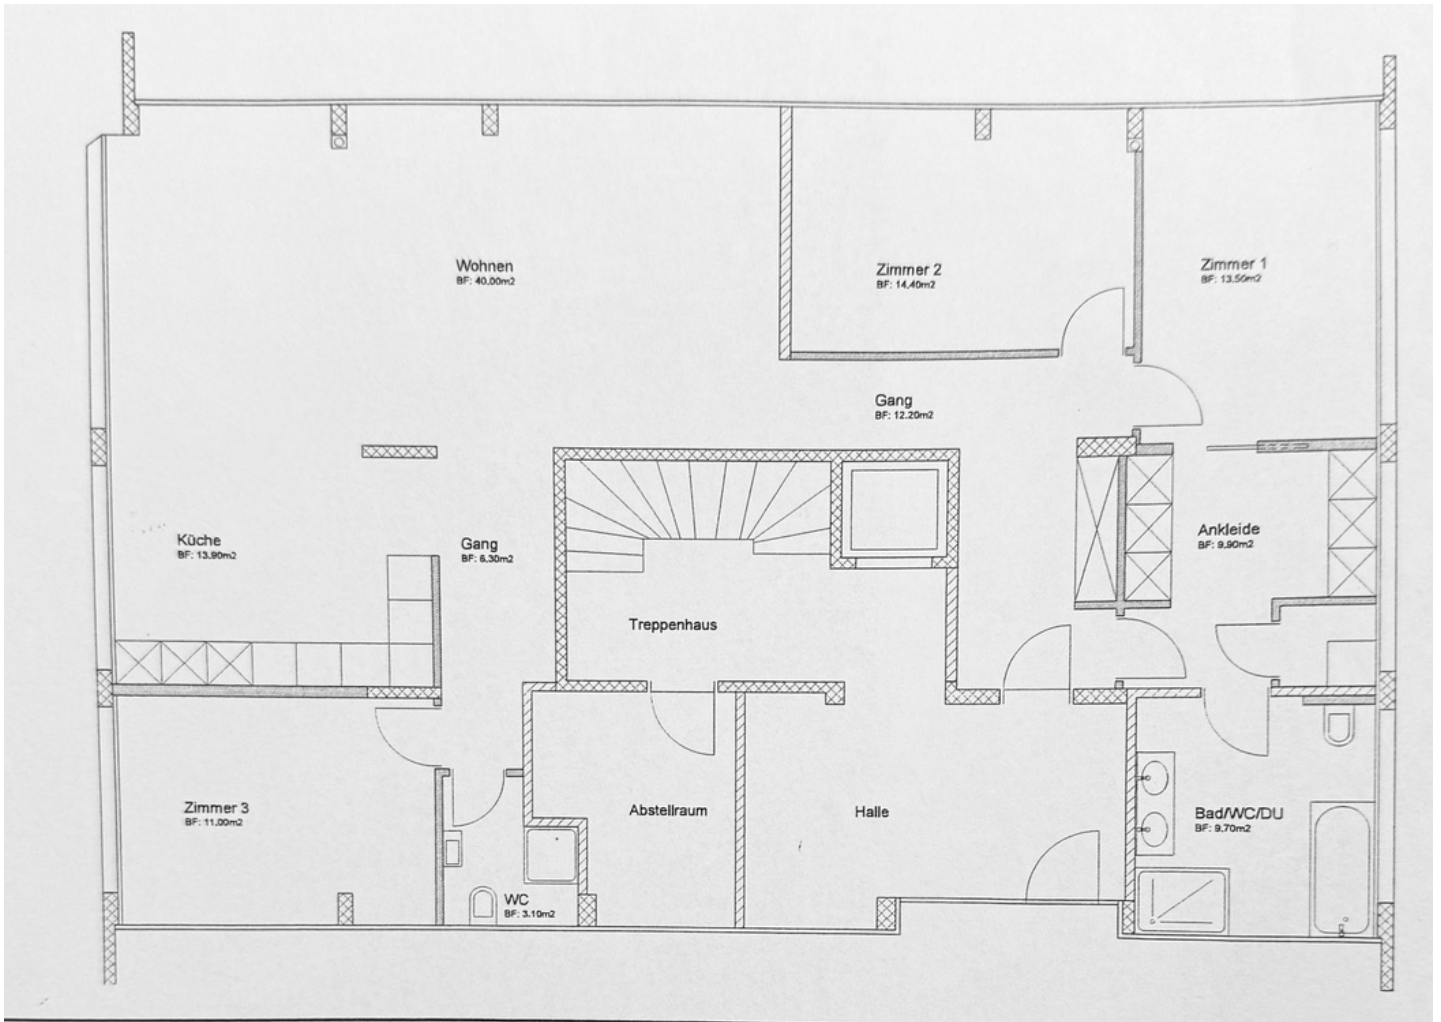 Wohnen
BF: 40.00m2
Zimmer 2
BF: 14.40m2
Zimmer 1
BF: 13.50m2
Gang
BF: 12.20m2
Küche
BF: 13.90m2
Gang
BF: 6.30m2
Ankleide
BF: 9.90m2
Treppenhaus
Zimmer 3
BF: 11.00m2
Abstellraum
Halle
Bad/WC/DU
BF: 9.70m2
WC
BF: 3.10m2